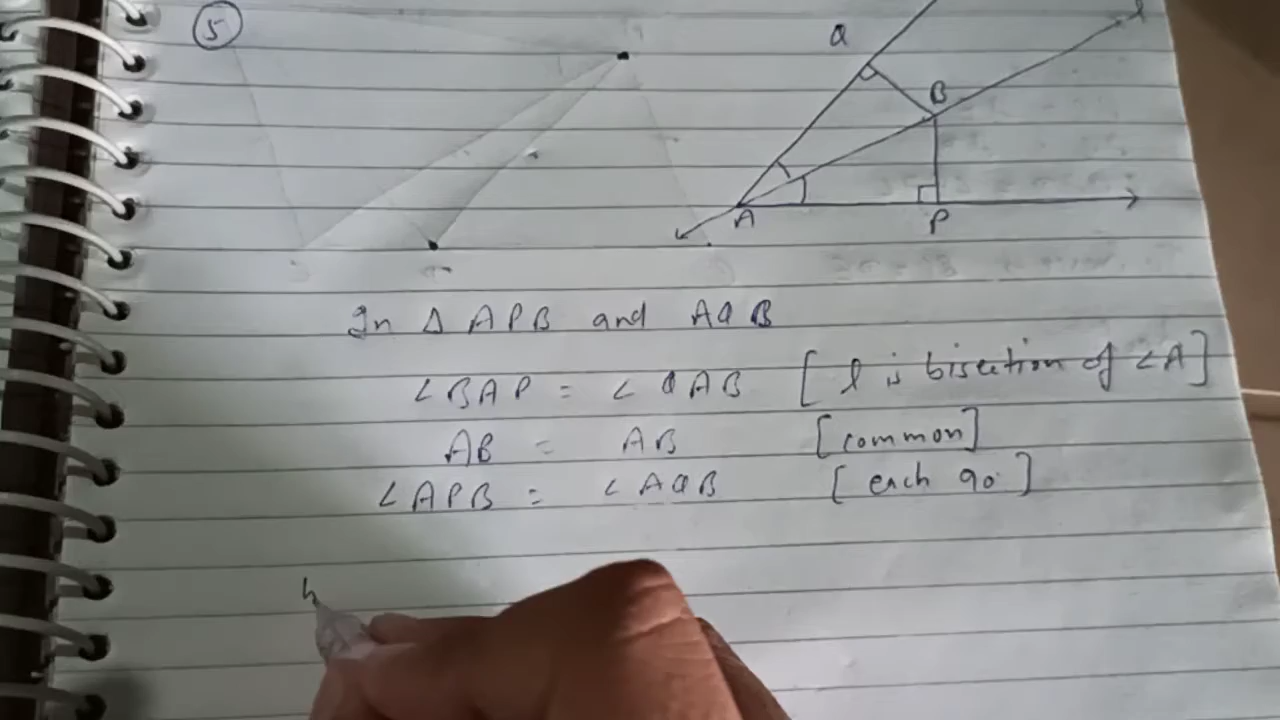 5
Q
l
B
A
P
In Δ APB and AQB
∠BAP = ∠QAB [l is bisection of ∠A]
AB = AB [common]
∠APB = ∠AQB [each 90°]
h